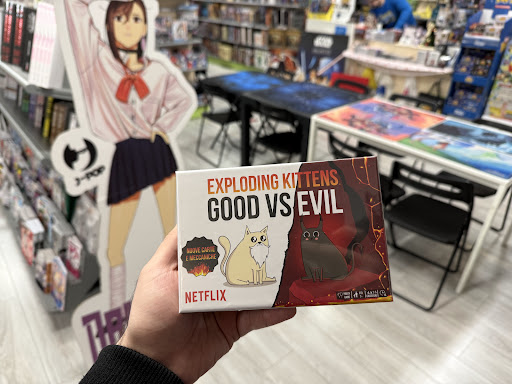 EXPLODING KITTENS
GOOD VS EVIL
NUOVE CARTE
E MECCANICHE
NETFLIX
J-POP